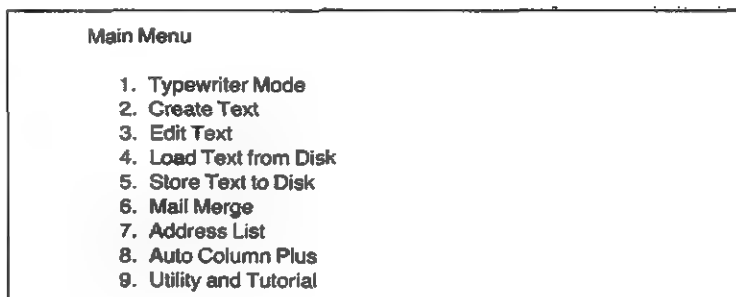 Main Menu
1. Typewriter Mode
2. Create Text
3. Edit Text
4. Load Text from Disk
5. Store Text to Disk
6. Mail Merge
7. Address List
8. Auto Column Plus
9. Utility and Tutorial